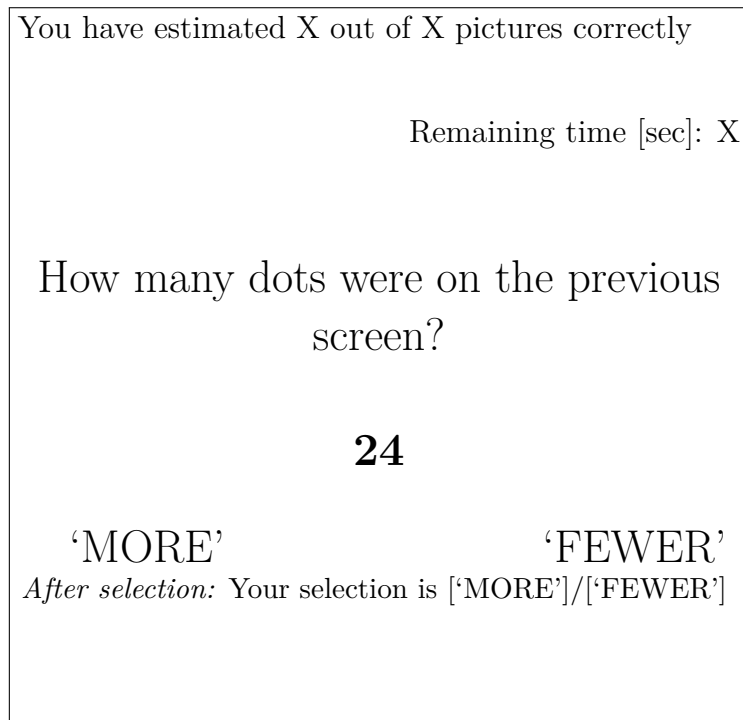 You have estimated X out of X pictures correctly
Remaining time [sec]: X
How many dots were on the previous
screen?
24
‘MORE’ ‘FEWER’
After selection: Your selection is [‘MORE’]/[‘FEWER’]